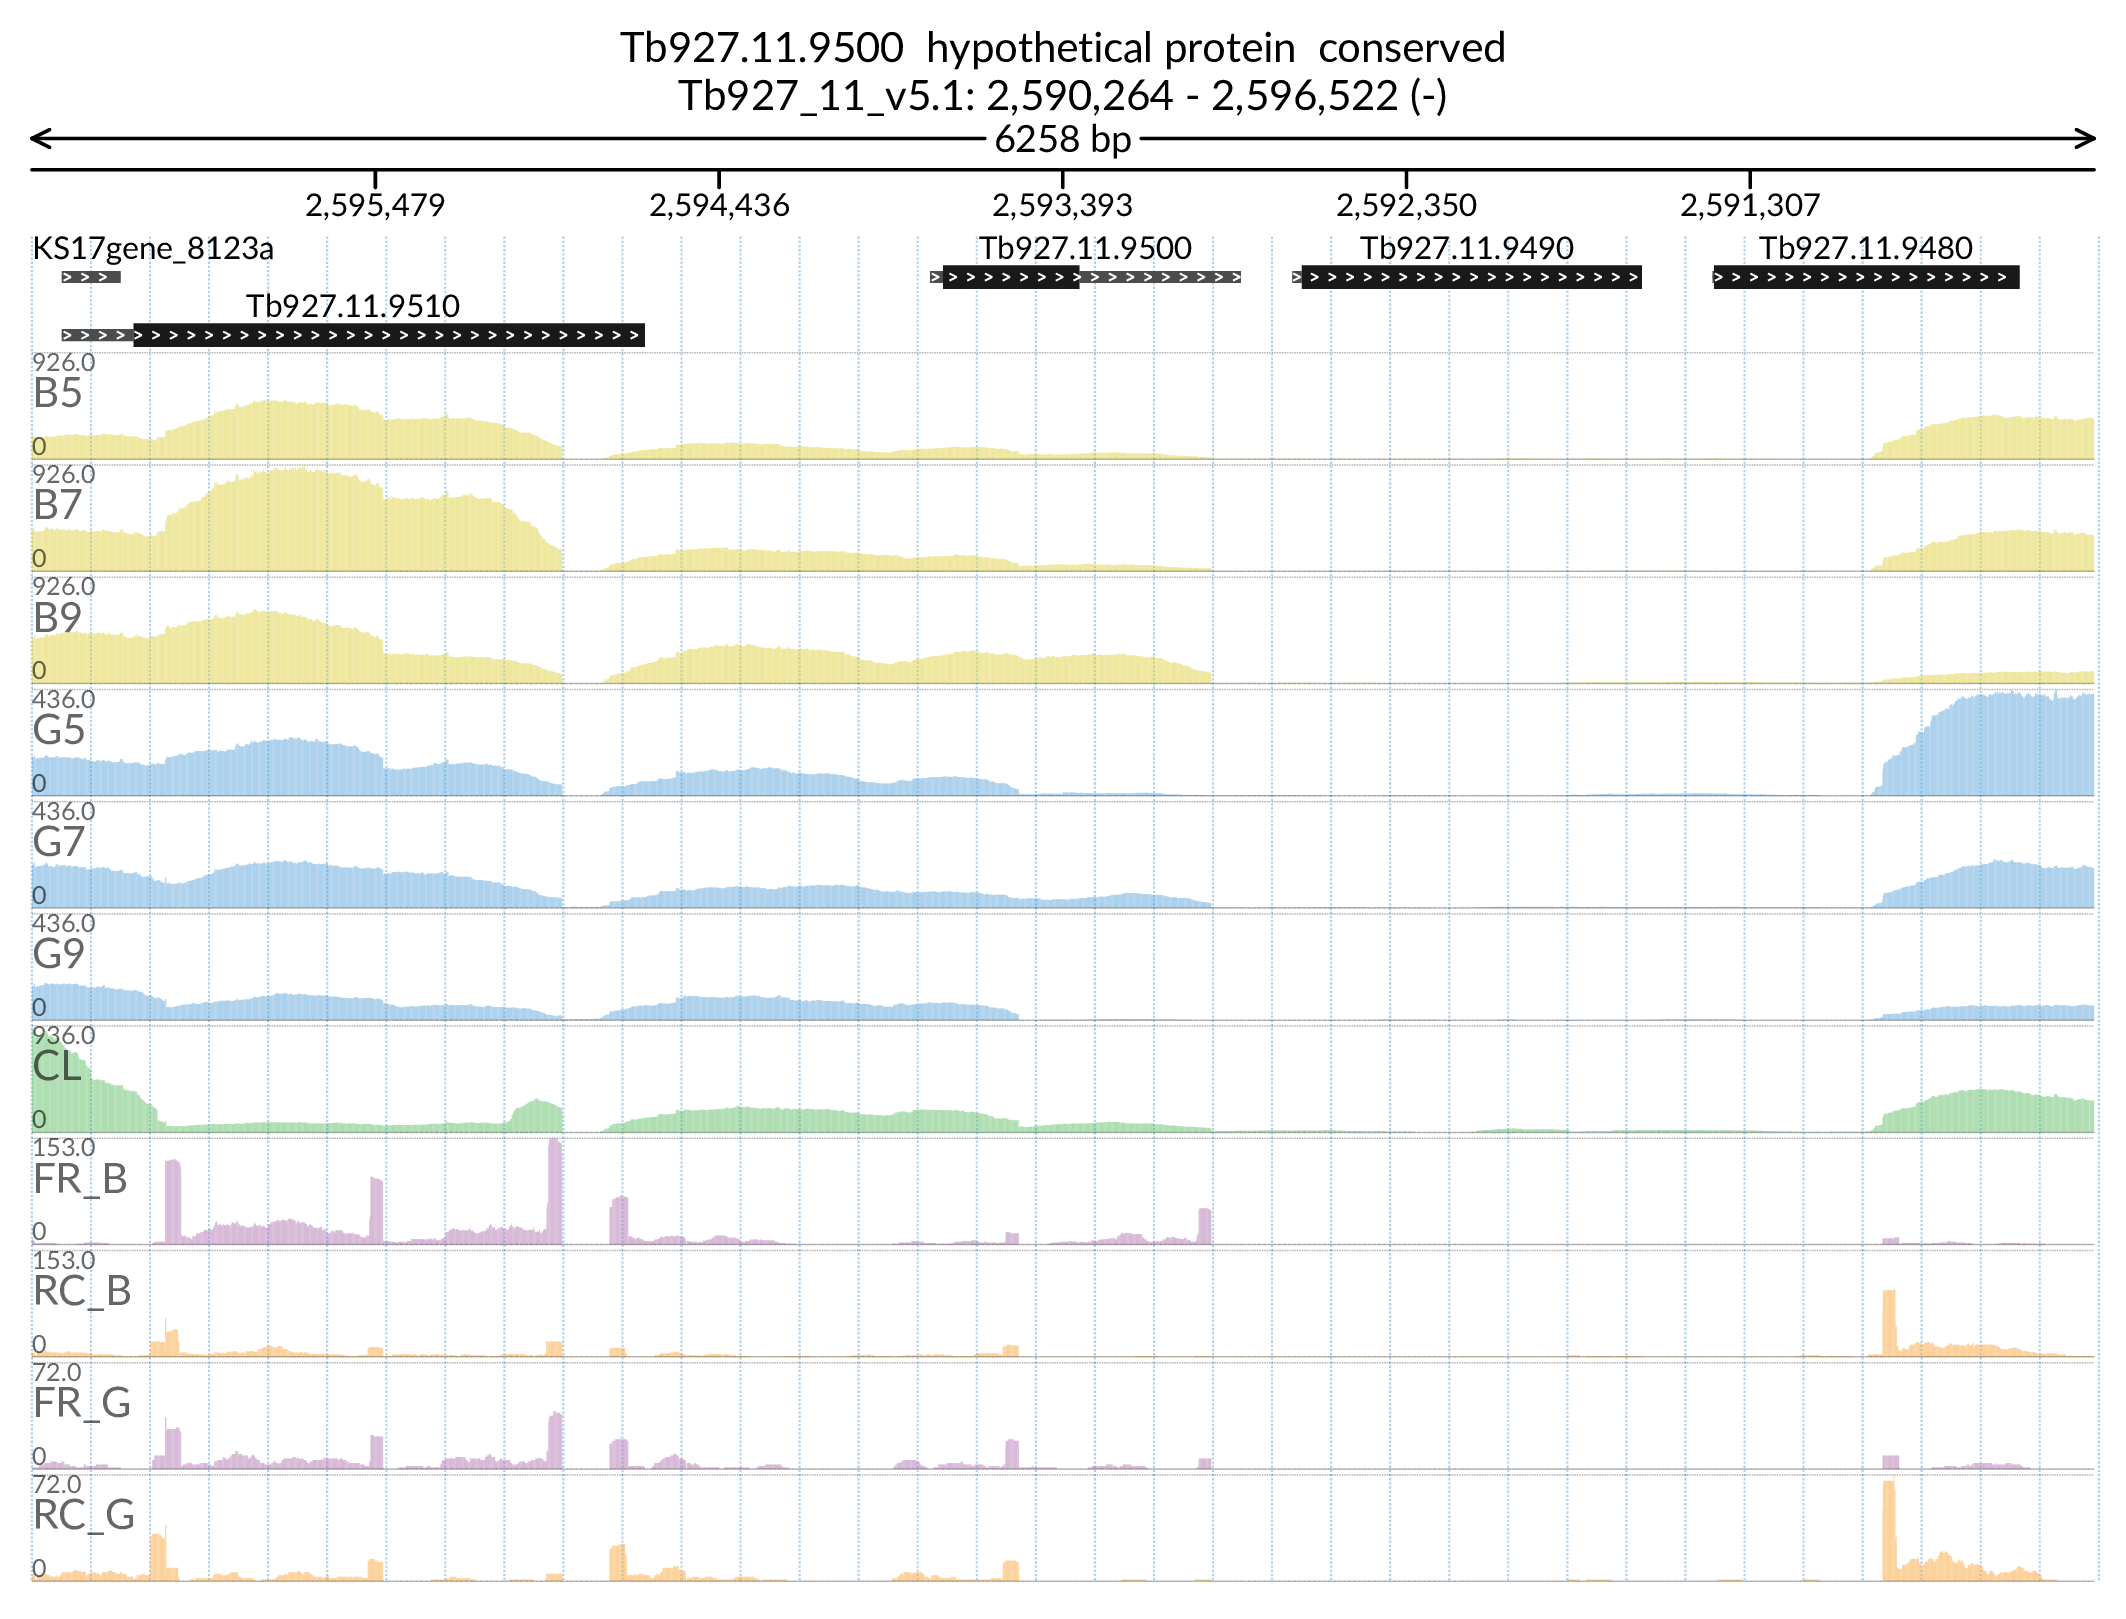 Tb927.11.9500  hypothetical protein  conserved
Tb927_11_v5.1: 2,590,264 - 2,596,522 (-)
6258 bp
2,595,479 2,594,436 2,593,393 2,592,350 2,591,307
KS17gene_8123a Tb927.11.9500 Tb927.11.9490 Tb927.11.9480
Tb927.11.9510
926.0
B5
0
926.0
B7
0
926.0
B9
0
436.0
G5
0
436.0
G7
0
436.0
G9
0
936.0
CL
0
153.0
FR_B
0
153.0
RC_B
0
72.0
FR_G
0
72.0
RC_G
0